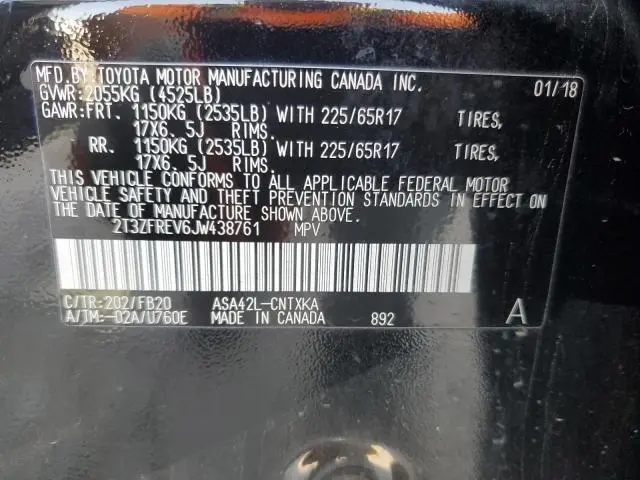 MFD.BY:TOYOTA MOTOR MANUFACTURING CANADA INC. 01/18
GVWR:2055KG (4525LB)
GAWR:FRT. 1150KG (2535LB) WITH 225/65R17 TIRES,
17X6.5J RIMS.
RR. 1150KG (2535LB) WITH 225/65R17 TIRES,
17X6.5J RIMS.
THIS VEHICLE CONFORMS TO ALL APPLICABLE FEDERAL MOTOR
VEHICLE SAFETY AND THEFT PREVENTION STANDARDS IN EFFECT ON
THE DATE OF MANUFACTURE SHOWN ABOVE.
2T3ZFREV6JW438761 MPV
C/TR:202/FB20 ASA42L-CNTXKA
A/TM:-02A/U760E MADE IN CANADA 892 A